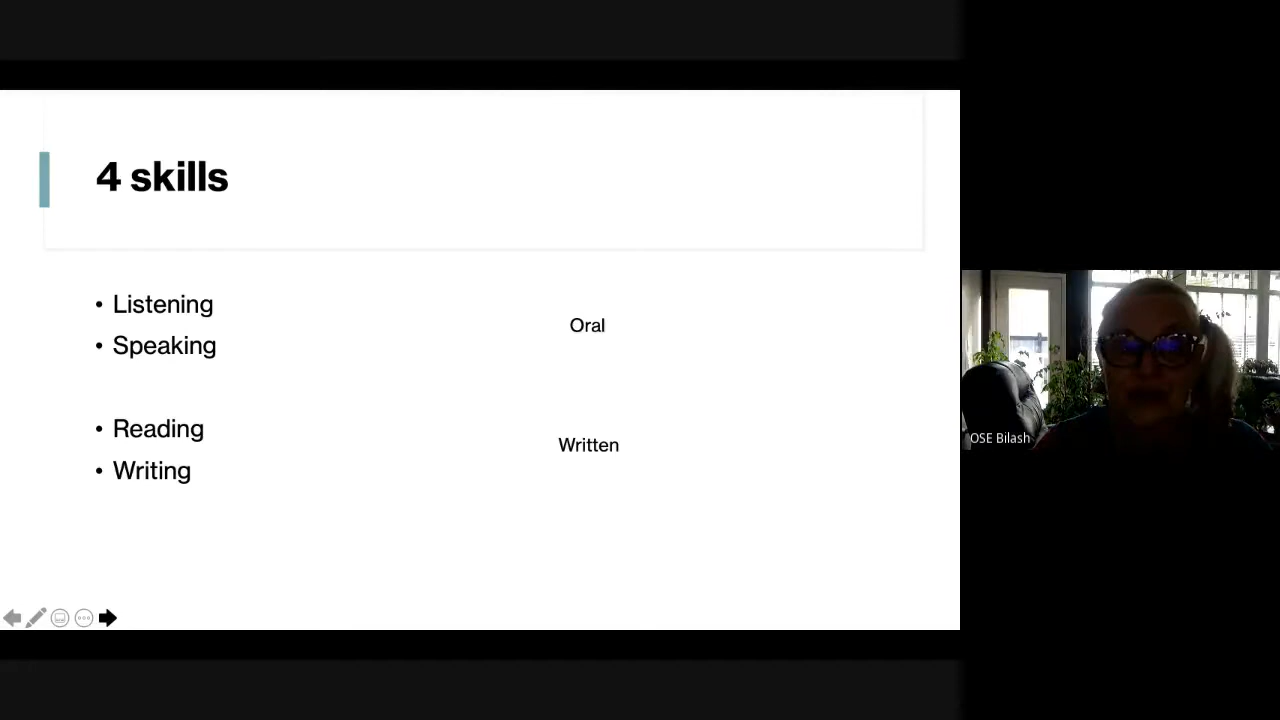 4 skills
• Listening
• Speaking
Oral
• Reading
• Writing
Written
OSE Bilash